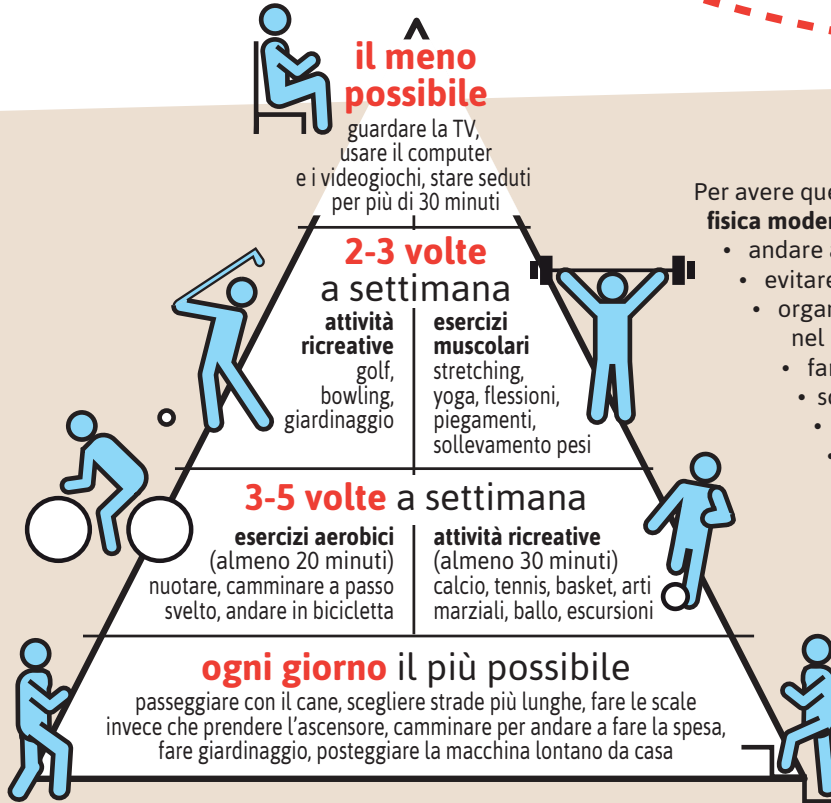 il meno
possibile
guardare la TV,
usare il computer
e i videogiochi, stare seduti
per più di 30 minuti
2-3 volte
a settimana
attività
ricreative
golf,
bowling,
giardinaggio
esercizi
muscolari
stretching,
yoga, flessioni,
piegamenti,
sollevamento pesi
3-5 volte a settimana
esercizi aerobici
(almeno 20 minuti)
nuotare, camminare a passo
svelto, andare in bicicletta
attività ricreative
(almeno 30 minuti)
calcio, tennis, basket, arti
marziali, ballo, escursioni
ogni giorno il più possibile
passeggiare con il cane, scegliere strade più lunghe, fare le scale
invece che prendere l’ascensore, camminare per andare a fare la spesa,
fare giardinaggio, posteggiare la macchina lontano da casa
Per avere
fisica
• andare
• evitare
•
nel
•
•
•
•